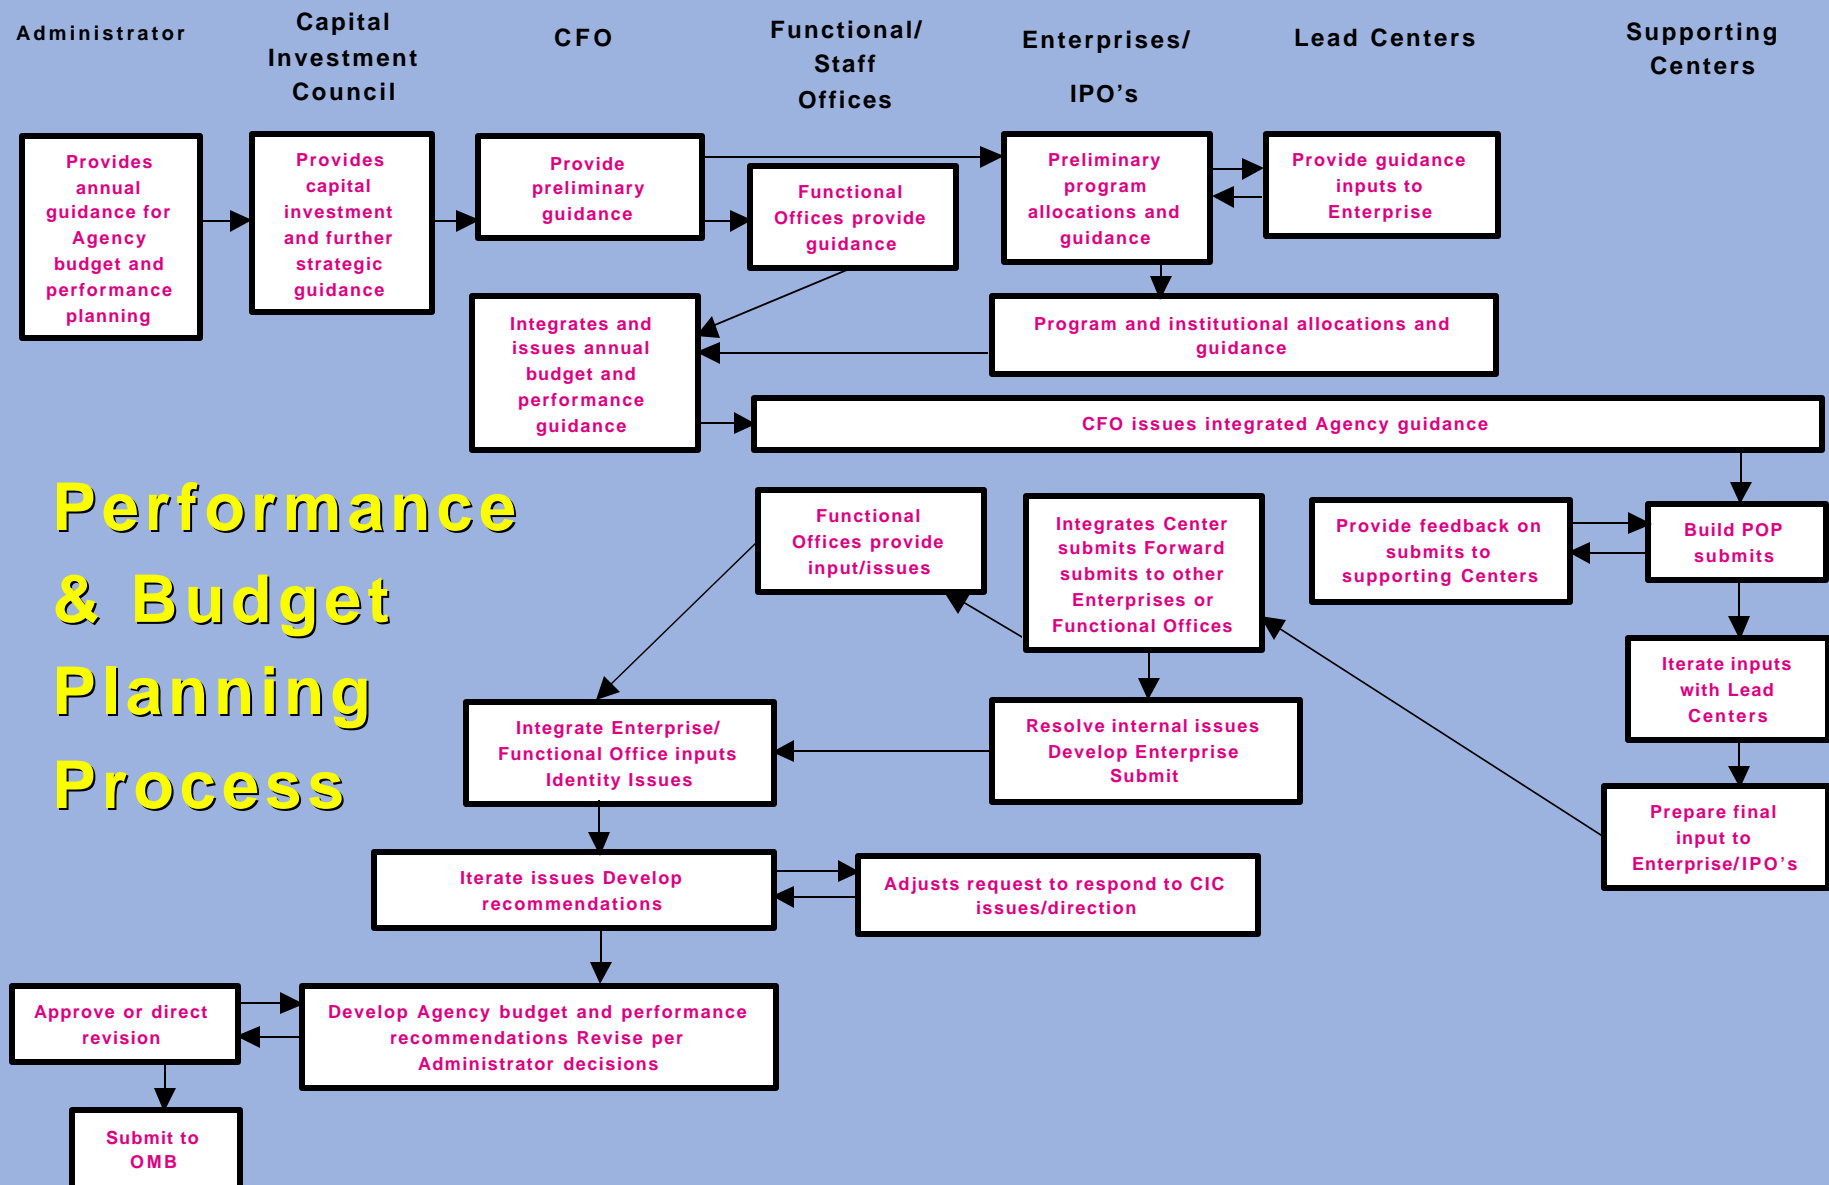 Administrator
Capital
Investment
Council
CFO
Functional/
Staff
Offices
Enterprises/
IPO's
Lead Centers
Supporting
Centers
Provides
annual
guidance for
Agency
budget and
performance
planning
Provides
capital
investment
and further
strategic
guidance
Provide
preliminary
guidance
Functional
Offices provide
guidance
Preliminary
program
allocations and
guidance
Provide guidance
inputs to
Enterprise
Integrates and
issues annual
budget and
performance
guidance
Program and institutional allocations and
guidance
CFO issues integrated Agency guidance
Performance
& Budget
Planning
Process
Functional
Offices provide
input/issues
Integrates Center
submits Forward
submits to other
Enterprises or
Functional Offices
Provide feedback on
submits to
supporting Centers
Build POP
submits
Iterate inputs
with Lead
Centers
Integrate Enterprise/
Functional Office inputs
Identity Issues
Resolve internal issues
Develop Enterprise
Submit
Prepare final
input to
Enterprise/IPO's
Iterate issues Develop
recommendations
Adjusts request to respond to CIC
issues/direction
Approve or direct
revision
Develop Agency budget and performance
recommendations Revise per
Administrator decisions
Submit to
OMB